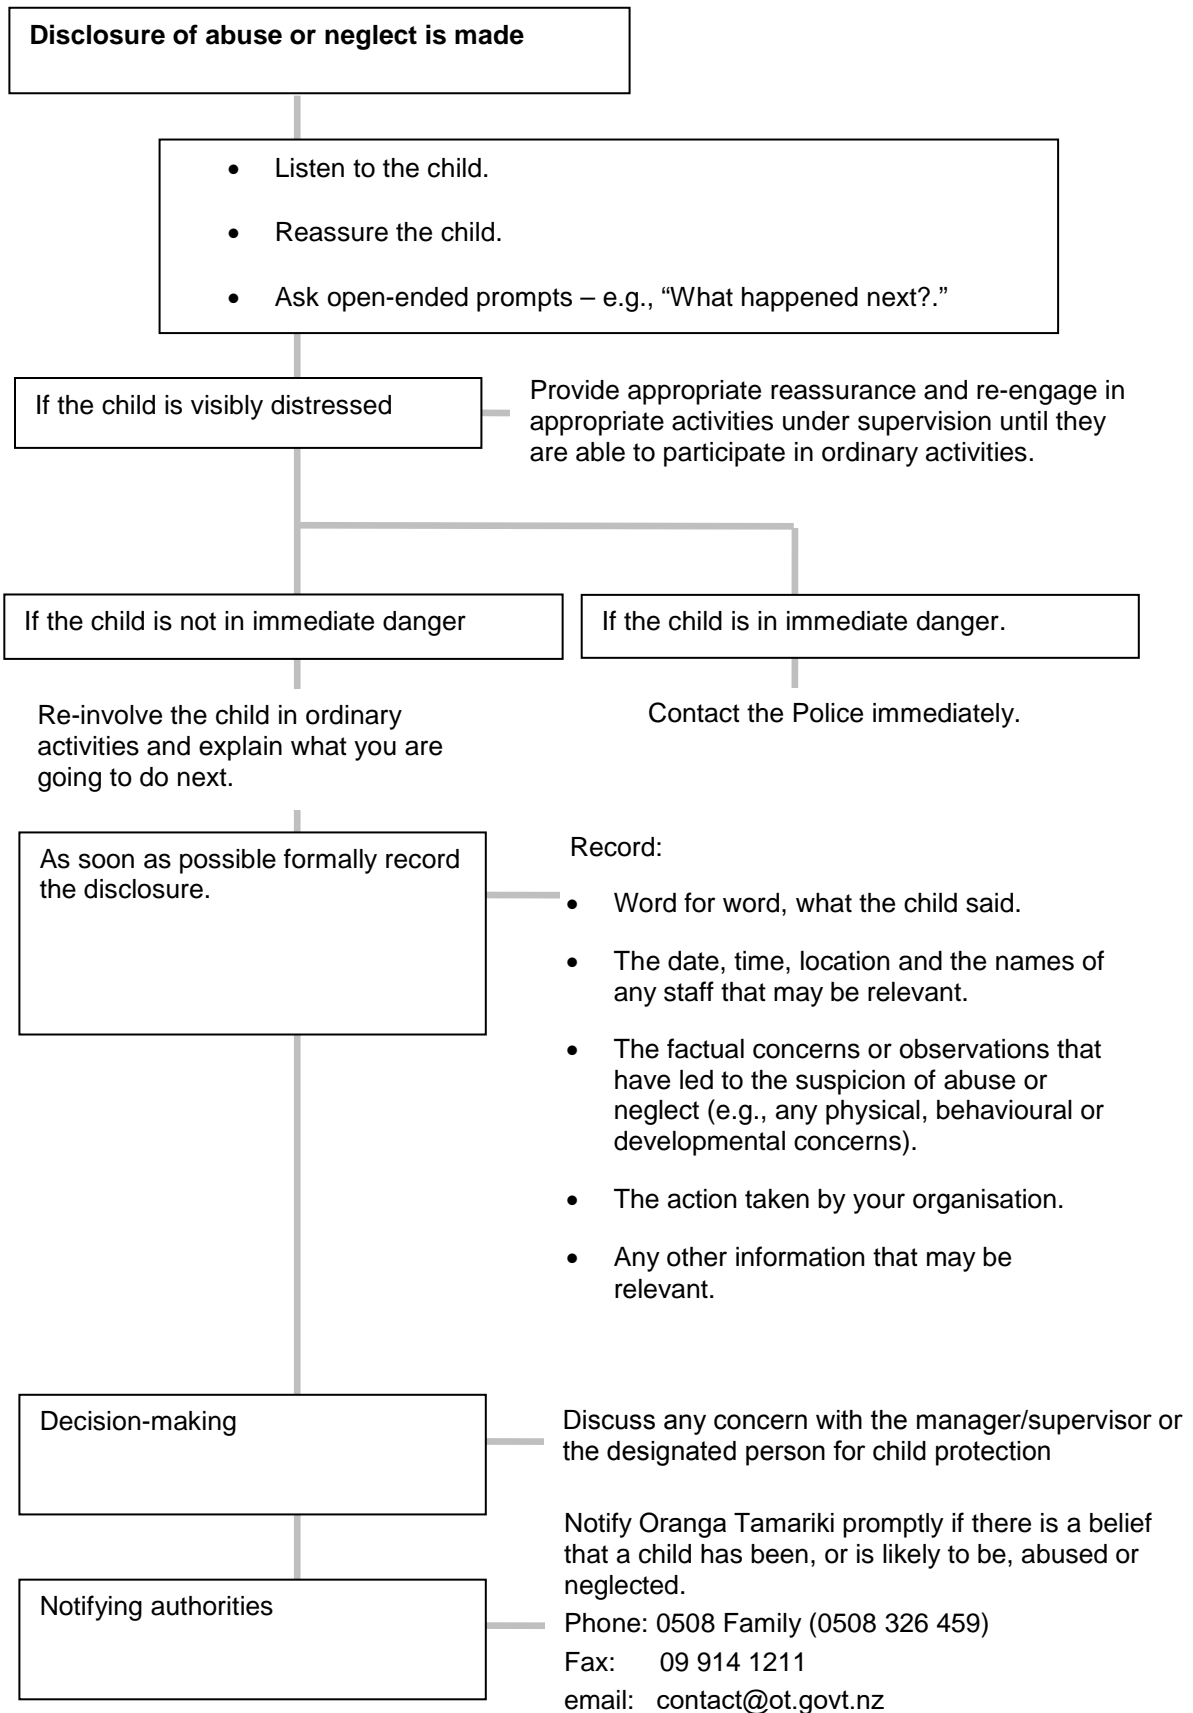 Disclosure of abuse or neglect is made
• Listen to the child.
• Reassure the child.
• Ask open-ended prompts – e.g., “What happened next?.”
If the child is visibly distressed
Provide appropriate reassurance and re-engage in
appropriate activities under supervision until they
are able to participate in ordinary activities.
If the child is not in immediate danger
If the child is in immediate danger.
Re-involve the child in ordinary
activities and explain what you are
going to do next.
Contact the Police immediately.
As soon as possible formally record
the disclosure.
Record:
• Word for word, what the child said.
• The date, time, location and the names of
any staff that may be relevant.
• The factual concerns or observations that
have led to the suspicion of abuse or
neglect (e.g., any physical, behavioural or
developmental concerns).
• The action taken by your organisation.
• Any other information that may be
relevant.
Decision-making
Discuss any concern with the manager/supervisor or
the designated person for child protection
Notifying authorities
Notify Oranga Tamariki promptly if there is a belief
that a child has been, or is likely to be, abused or
neglected.
Phone: 0508 Family (0508 326 459)
Fax: 09 914 1211
email: contact@ot.govt.nz